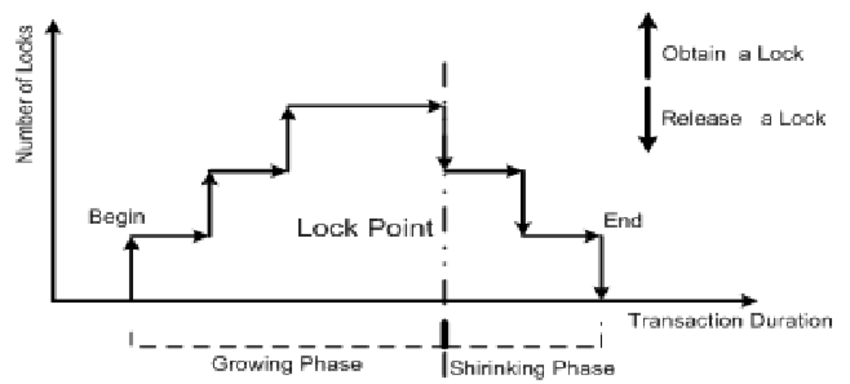 Number of Locks
Obtain a Lock
Release a Lock
Begin
Lock Point
End
Transaction Duration
Growing Phase
Shirinking Phase